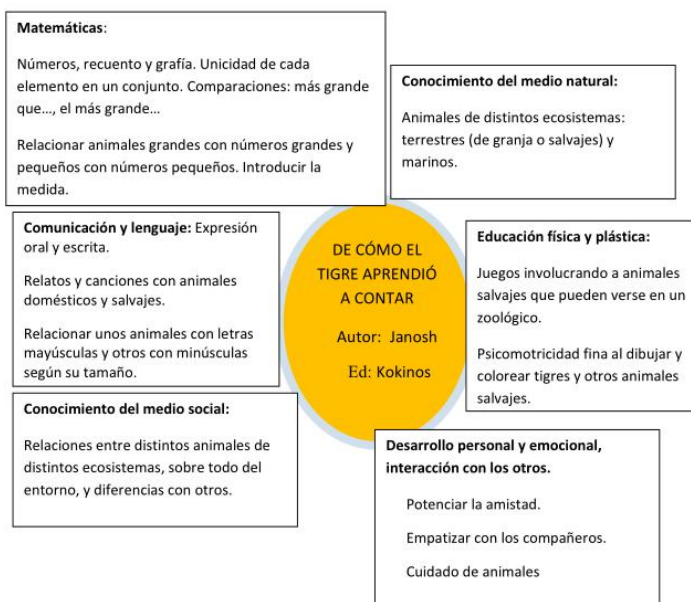 Matemáticas:
Números, recuento y grafía. Unicidad de cada
elemento en un conjunto. Comparaciones: más grande
que…, el más grande…
Relacionar animales grandes con números grandes y
pequeños con números pequeños. Introducir la
medida.
Conocimiento del medio natural:
Animales de distintos ecosistemas:
terrestres (de granja o salvajes) y
marinos.
Comunicación y lenguaje: Expresión
oral y escrita.
Relatos y canciones con animales
domésticos y salvajes.
Relacionar unos animales con letras
mayúsculas y otros con minúsculas
según su tamaño.
DE CÓMO EL
TIGRE APRENDIÓ
A CONTAR
Autor: Janosh
Ed: Kokinos
Educación física y plástica:
Juegos involucrando a animales
salvajes que pueden verse en un
zoológico.
Psicomotricidad fina al dibujar y
colorear tigres y otros animales
salvajes.
Conocimiento del medio social:
Relaciones entre distintos animales de
distintos ecosistemas, sobre todo del
entorno, y diferencias con otros.
Desarrollo personal y emocional,
interacción con los otros.
Potenciar la amistad.
Empatizar con los compañeros.
Cuidado de animales